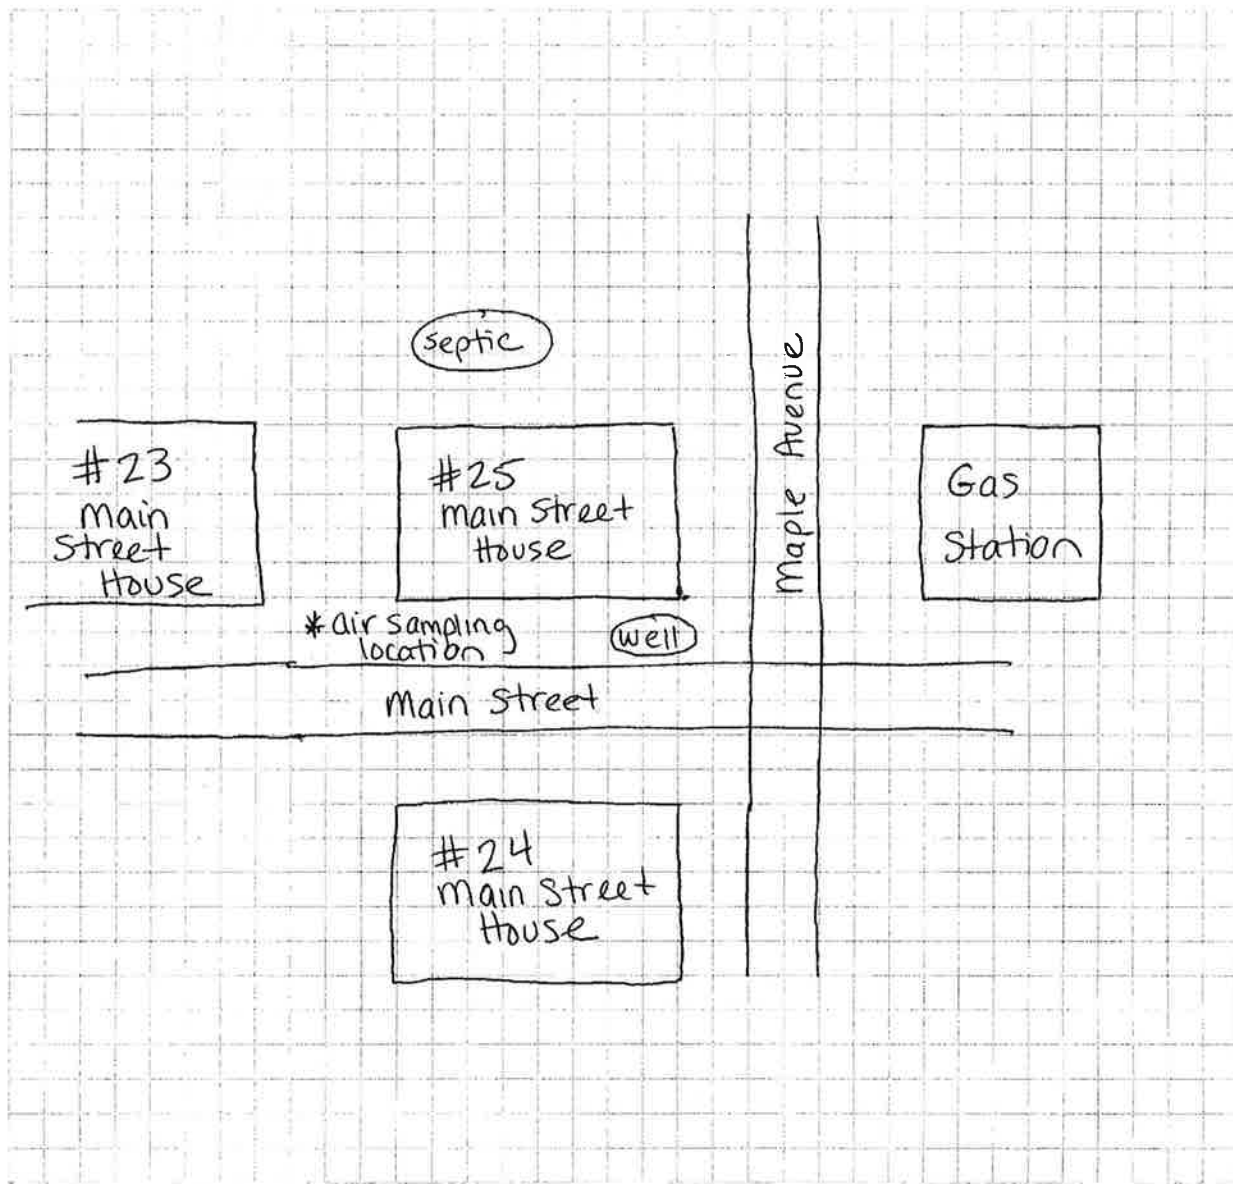 septic
#23
Main
Street
House
#25
Main Street
House
Maple Avenue
Gas
Station
* air sampling
location
well
Main Street
#24
Main Street
House